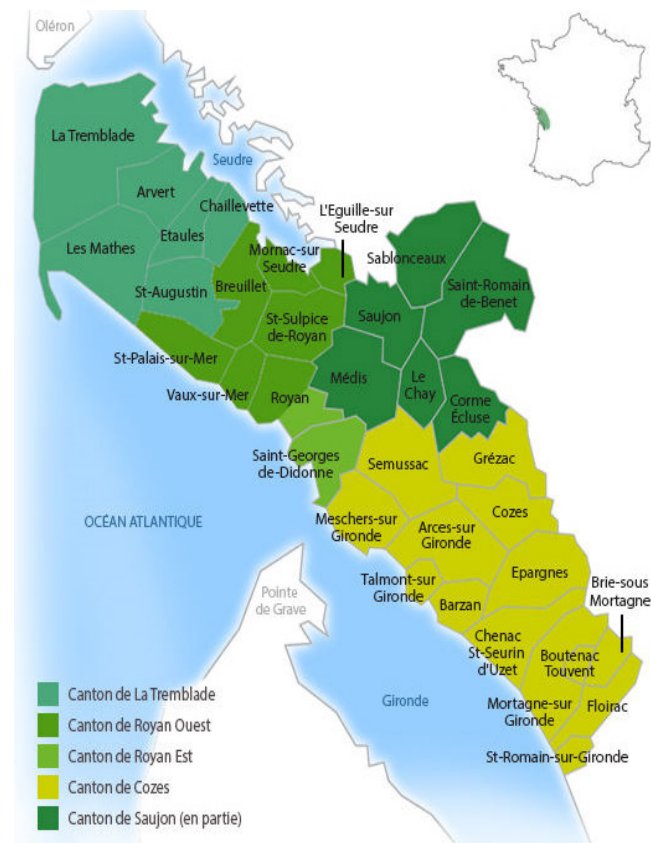 Oléron
La Tremblade
Seudre
Arvert
Chaillevette
L'Eguille-sur
Seudre
Etaules
Les Mathes
Mornac-sur
Seudre
Sablonceaux
St-Augustin
Breuillet
Saint-Romain
de-Benet
St-Sulpice
de-Royan
Saujon
St-Palais-sur-Mer
Médis
Le
Chay
Vaux-sur-Mer
Royan
Corme
Écluse
Saint-Georges
de-Didonne
Semussac
Grézac
OCÉAN ATLANTIQUE
Meschers-sur
Gironde
Arces-sur
Gironde
Cozes
Talmont-sur
Gironde
Epargnes
Brie-sous
Mortagne
Pointe
de Grave
Barzan
Chenac
St-Seurin
d'Uzet
Boutenac
Touvent
Gironde
Mortagne-sur
Gironde
Floirac
St-Romain-sur-Gironde
Canton de La Tremblade
Canton de Royan Ouest
Canton de Royan Est
Canton de Cozes
Canton de Saujon (en partie)